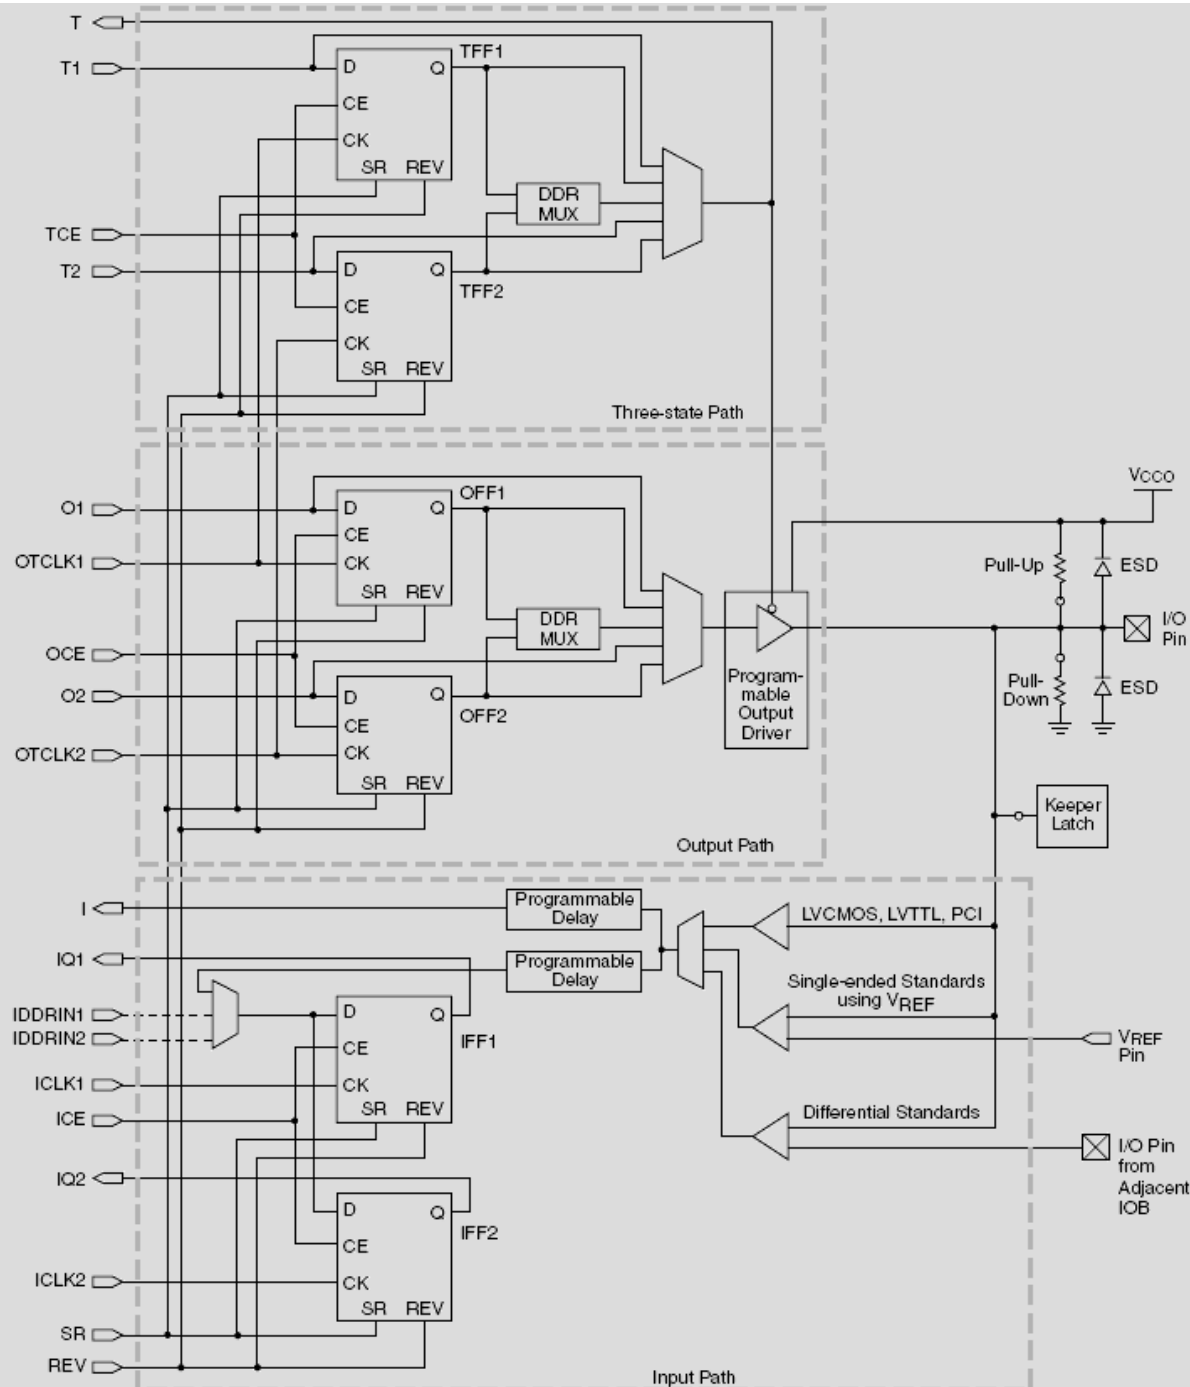 T
T1
D
Q
TFF1
CE
CK
SR REV
DDR
MUX
TCE
T2
D
Q
TFF2
CE
CK
SR REV
Three-state Path
O1
D
Q
OFF1
CE
OTCLK1
CK
SR REV
DDR
MUX
OCE
O2
D
Q
OFF2
CE
OTCLK2
CK
SR REV
Program-
mable
Output
Driver
VCCO
Pull-Up
ESD
I/O
Pin
Pull-
Down
ESD
Keeper
Latch
Output Path
I
Programmable
Delay
LVCMOS, LVTTL, PCI
IQ1
Programmable
Delay
Single-ended Standards
using VREF
IDDRIN1
IDDRIN2
D
Q
IFF1
CE
VREF
Pin
ICLK1
CK
ICE
SR REV
Differential Standards
I/O Pin
from
Adjacent
IOB
IQ2
D
Q
IFF2
CE
ICLK2
CK
SR REV
SR
REV
Input Path